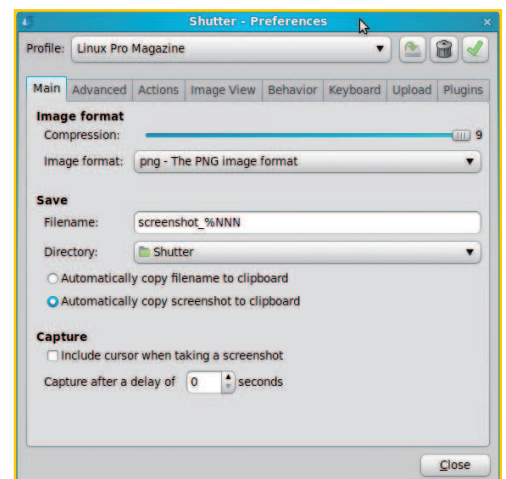 Shutter - Preferences
Profile: Linux Pro Magazine
Main Advanced Actions Image View Behavior Keyboard Upload Plugins
Image format
Compression: 9
Image format: png - The PNG image format
Save
Filename: screenshot_%NNN
Directory: Shutter
Automatically copy filename to clipboard
Automatically copy screenshot to clipboard
Capture
Include cursor when taking a screenshot
Capture after a delay of 0 seconds
Close